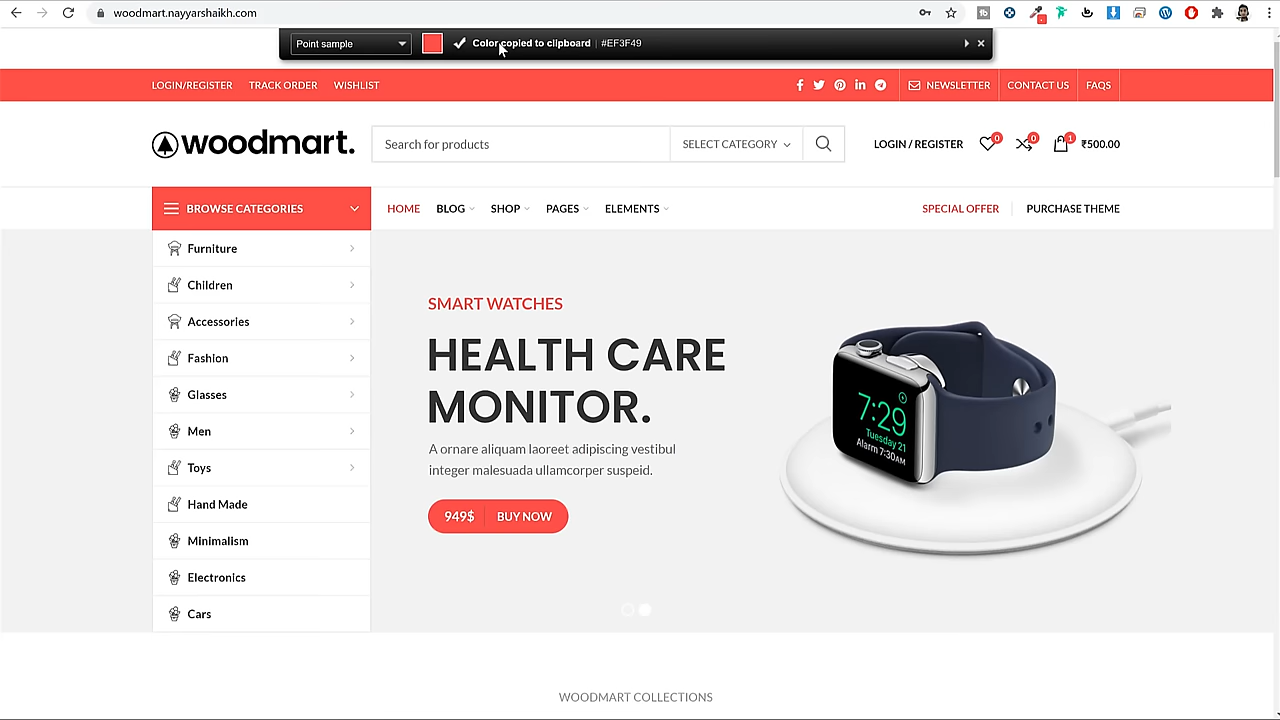 woodmart.nayyarshaikh.com
Point sample
Color copied to clipboard | #EF3F49
LOGIN/REGISTER TRACK ORDER WISHLIST NEWSLETTER CONTACT US FAQS
woodmart. Search for products SELECT CATEGORY LOGIN / REGISTER 0 0 1 ₹500.00
BROWSE CATEGORIES HOME BLOG SHOP PAGES ELEMENTS SPECIAL OFFER PURCHASE THEME
Furniture
Children
Accessories
Fashion
Glasses
Men
Toys
Hand Made
Minimalism
Electronics
Cars
SMART WATCHES
HEALTH CARE
MONITOR.
A ornare aliquam laoreet adipiscing vestibul
integer malesuada ullamcorper suspeid.
949$ BUY NOW
7:29
Tuesday 21
Alarm 7:30AM
WOODMART COLLECTIONS